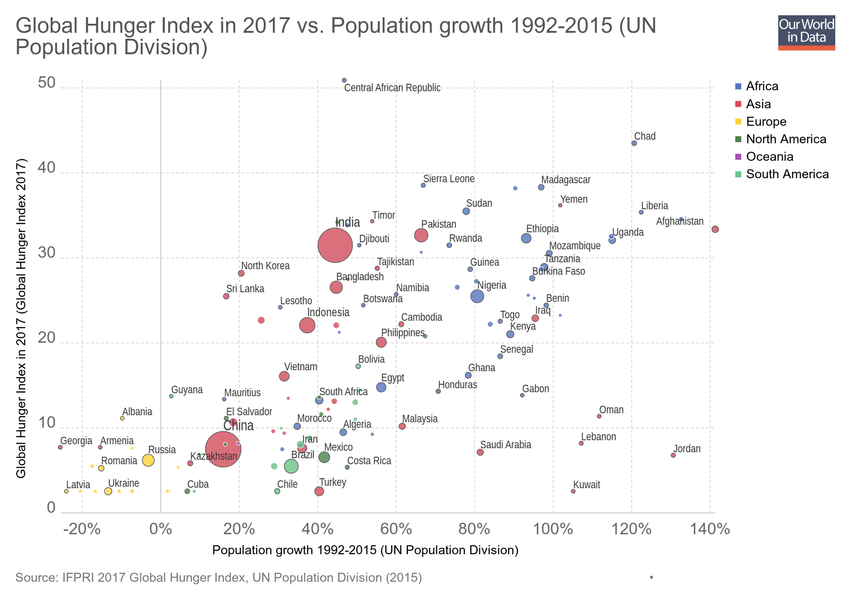 Global Hunger Index in 2017 vs. Population growth 1992-2015 (UN
Population Division)
Our World
in Data
Global Hunger Index in 2017 (Global Hunger Index 2017)
50
40
30
20
10
0
Central African Republic
Chad
Sierra Leone
Madagascar
Yemen
Sudan
Liberia
Timor
India
Pakistan
Afghanistan
Ethiopia
Uganda
Djibouti
Rwanda
Mozambique
Tanzania
North Korea
Tajikistan
Guinea
Burkina Faso
Bangladesh
Sri Lanka
Namibia
Nigeria
Lesotho
Botswana
Benin
Indonesia
Cambodia
Togo
Iraq
Philippines
Kenya
Senegal
Vietnam
Bolivia
Ghana
Guyana
Mauritius
South Africa
Egypt
Honduras
Gabon
Albania
El Salvador
China
Morocco
Algeria
Malaysia
Oman
Georgia
Armenia
Russia
Kazakhstan
Iran
Mexico
Saudi Arabia
Lebanon
Romania
Brazil
Costa Rica
Jordan
Latvia
Ukraine
Cuba
Chile
Turkey
Kuwait
-20%
0%
20%
40%
60%
80%
100%
120%
140%
Population growth 1992-2015 (UN Population Division)
Africa
Asia
Europe
North America
Oceania
South America
Source: IFPRI 2017 Global Hunger Index, UN Population Division (2015)